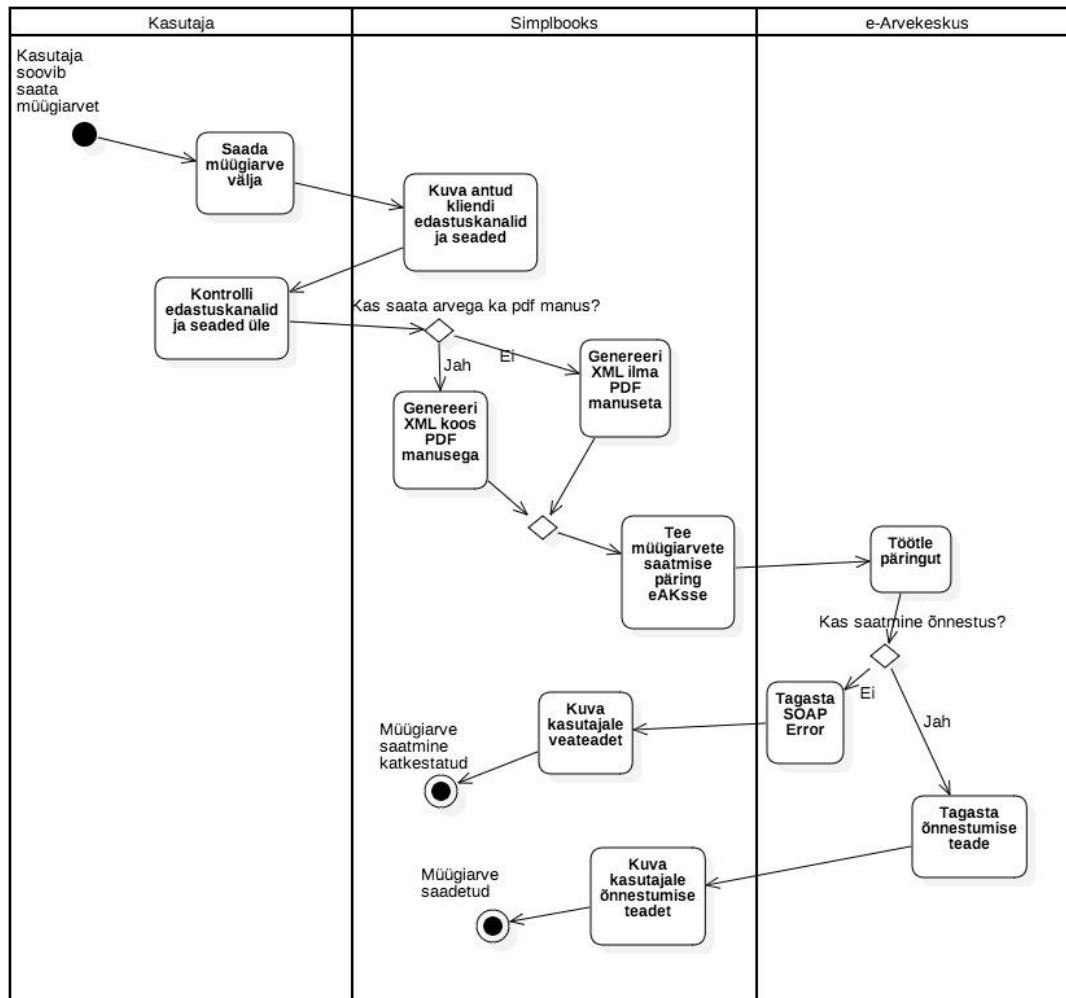 Kasutaja
Simplbooks
e-Arvekeskus
Kasutaja
soovib
saata
müügiarvet
Saada
müügiarve
välja
Kuva antud
kliendi
edastuskanalid
ja seaded
Kontrolli
edastuskanalid
ja seaded üle
Kas saata arvega ka pdf manus?
Jah
Ei
Genereeri
XML ilma
PDF
manuseta
Genereeri
XML koos
PDF
manusega
Tee
müügiarvete
saatmise
päring
eAKsse
Töötle
päringut
Kas saatmine õnnestus?
Ei
Jah
Tagasta
SOAP
Error
Kuva
kasutajale
veateadet
Müügiarve
saatmine
katkestatud
Tagasta
õnnestumise
teade
Kuva
kasutajale
õnnestumise
teadet
Müügiarve
saadetud